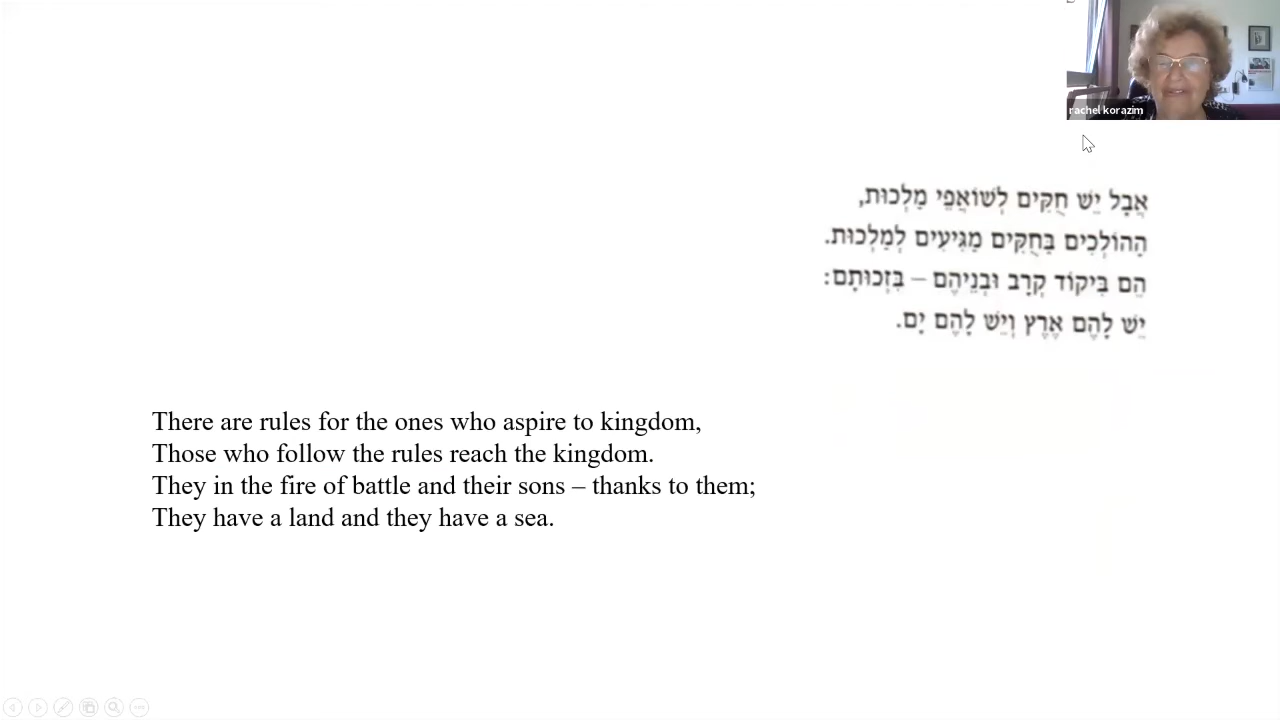 rachel korazim
אֲבָל יֵשׁ חֻקִּים לְשׁוֹאֲפֵי מַלְכוּת,
הַהוֹלְכִים בַּחֻקִּים מַגִּיעִים לְמַלְכוּת.
הֵם בִּיקוֹד קְרָב וּבְנֵיהֶם – בִּזְכוּתָם:
יֵשׁ לָהֶם אֶרֶץ וְיֵשׁ לָהֶם יָם.
There are rules for the ones who aspire to kingdom,
Those who follow the rules reach the kingdom.
They in the fire of battle and their sons – thanks to them;
They have a land and they have a sea.